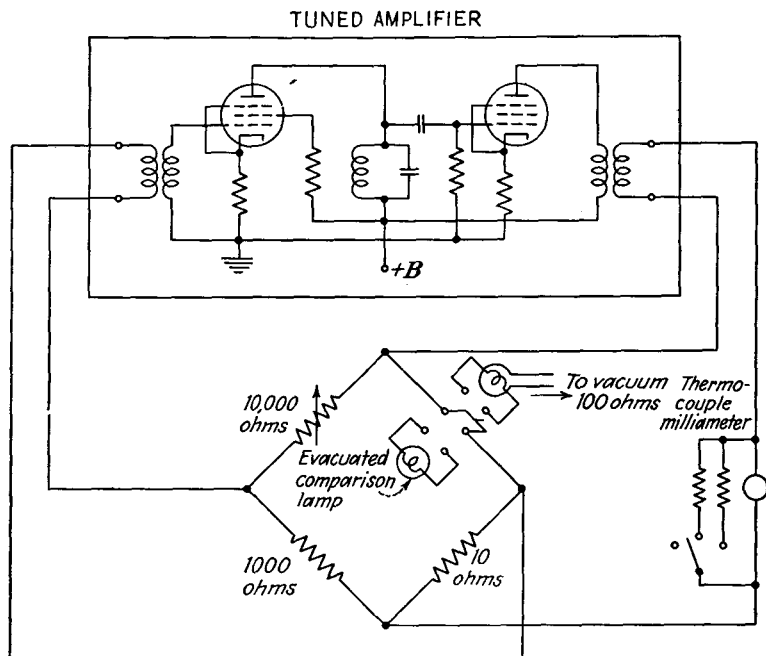 TUNED AMPLIFIER
+B
10,000
ohms
To vacuum
100 ohms
Thermo-
couple
milliameter
Evacuated
comparison
lamp
1000
ohms
10
ohms